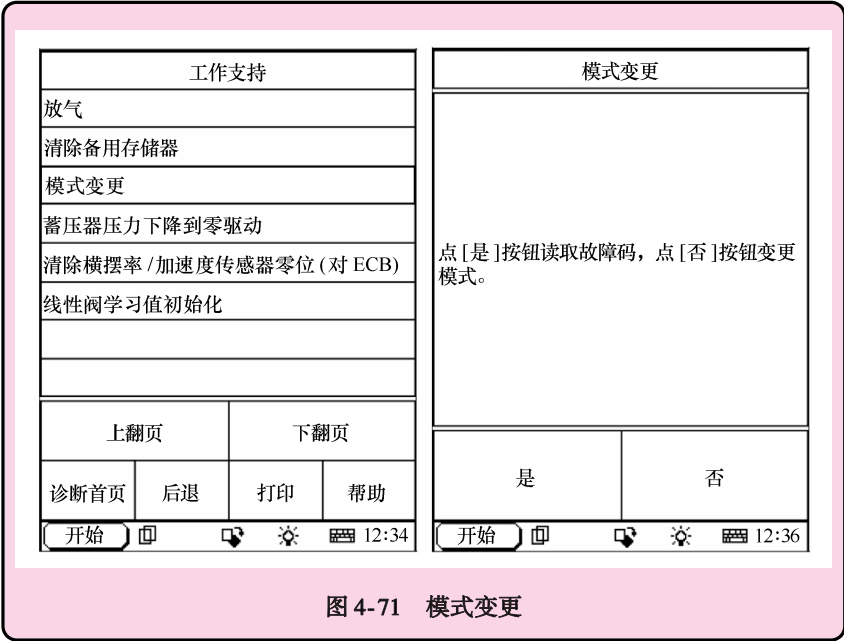 工作支持
放气
清除备用存储器
模式变更
蓄压器压力下降到零驱动
清除横摆率/加速度传感器零位(对 ECB)
线性阀学习值初始化
上翻页 下翻页
诊断首页 后退 打印 帮助
开始 12:34
模式变更
点[是]按钮读取故障码，点[否]按钮变更
模式。
是 否
开始 12:36
图 4-71 模式变更